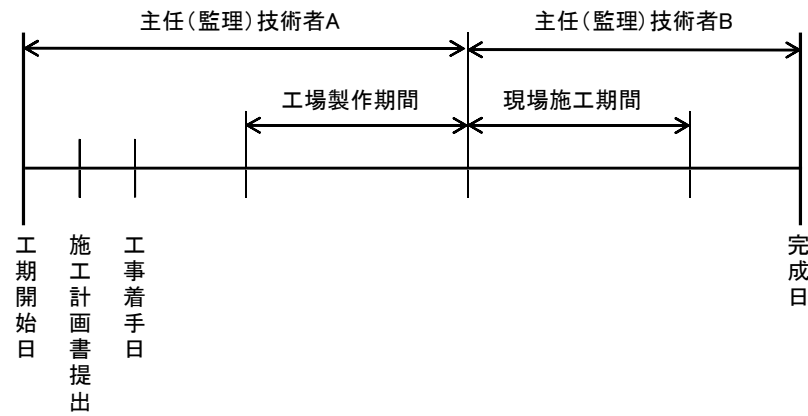 主任(監理)技術者A
主任(監理)技術者B
工場製作期間
現場施工期間
工期開始日
施工計画書提出
工事着手日
完成日